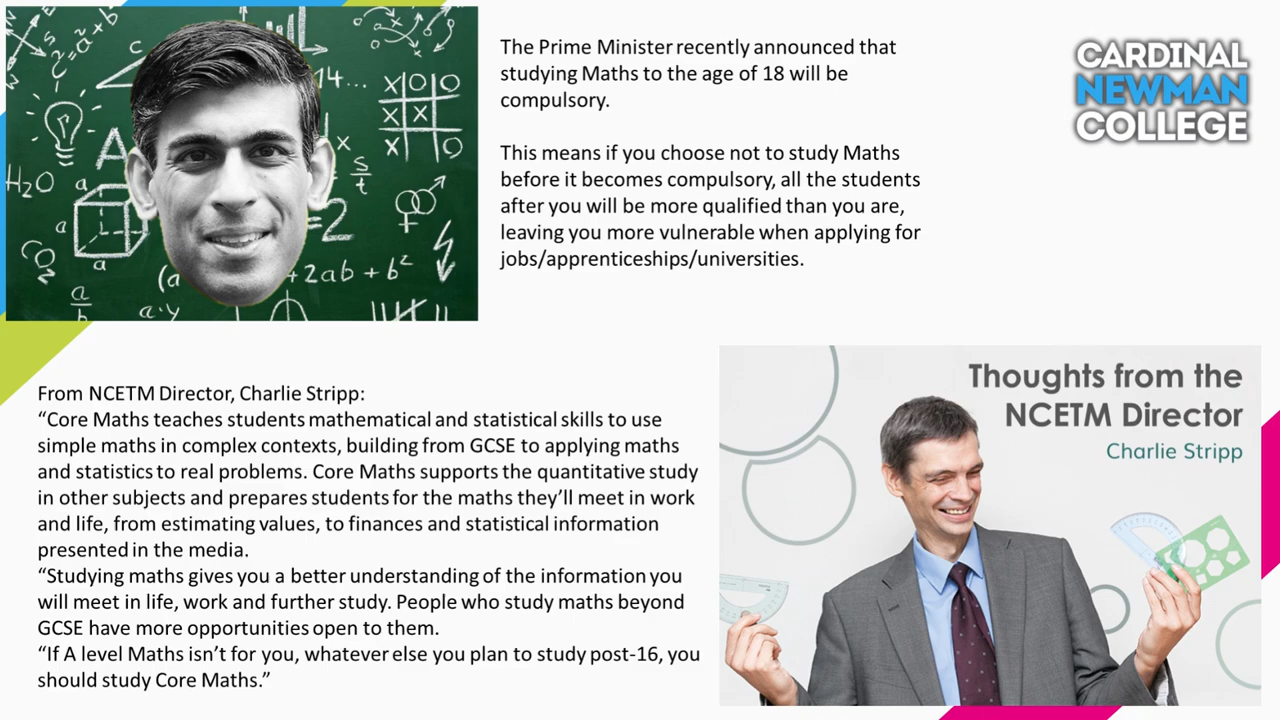 The Prime Minister recently announced that
studying Maths to the age of 18 will be
compulsory.
This means if you choose not to study Maths
before it becomes compulsory, all the students
after you will be more qualified than you are,
leaving you more vulnerable when applying for
jobs/apprenticeships/universities.
CARDINAL
NEWMAN
COLLEGE
c
14...
XOO
XX
X O
A
x
s/t
H₂O
a
a
a
=2
CO₂
(a
+2ab+b²
a/b
a·y
From NCETM Director, Charlie Stripp:
“Core Maths teaches students mathematical and statistical skills to use
simple maths in complex contexts, building from GCSE to applying maths
and statistics to real problems. Core Maths supports the quantitative study
in other subjects and prepares students for the maths they’ll meet in work
and life, from estimating values, to finances and statistical information
presented in the media.
“Studying maths gives you a better understanding of the information you
will meet in life, work and further study. People who study maths beyond
GCSE have more opportunities open to them.
“If A level Maths isn’t for you, whatever else you plan to study post-16, you
should study Core Maths.”
Thoughts from the
NCETM Director
Charlie Stripp